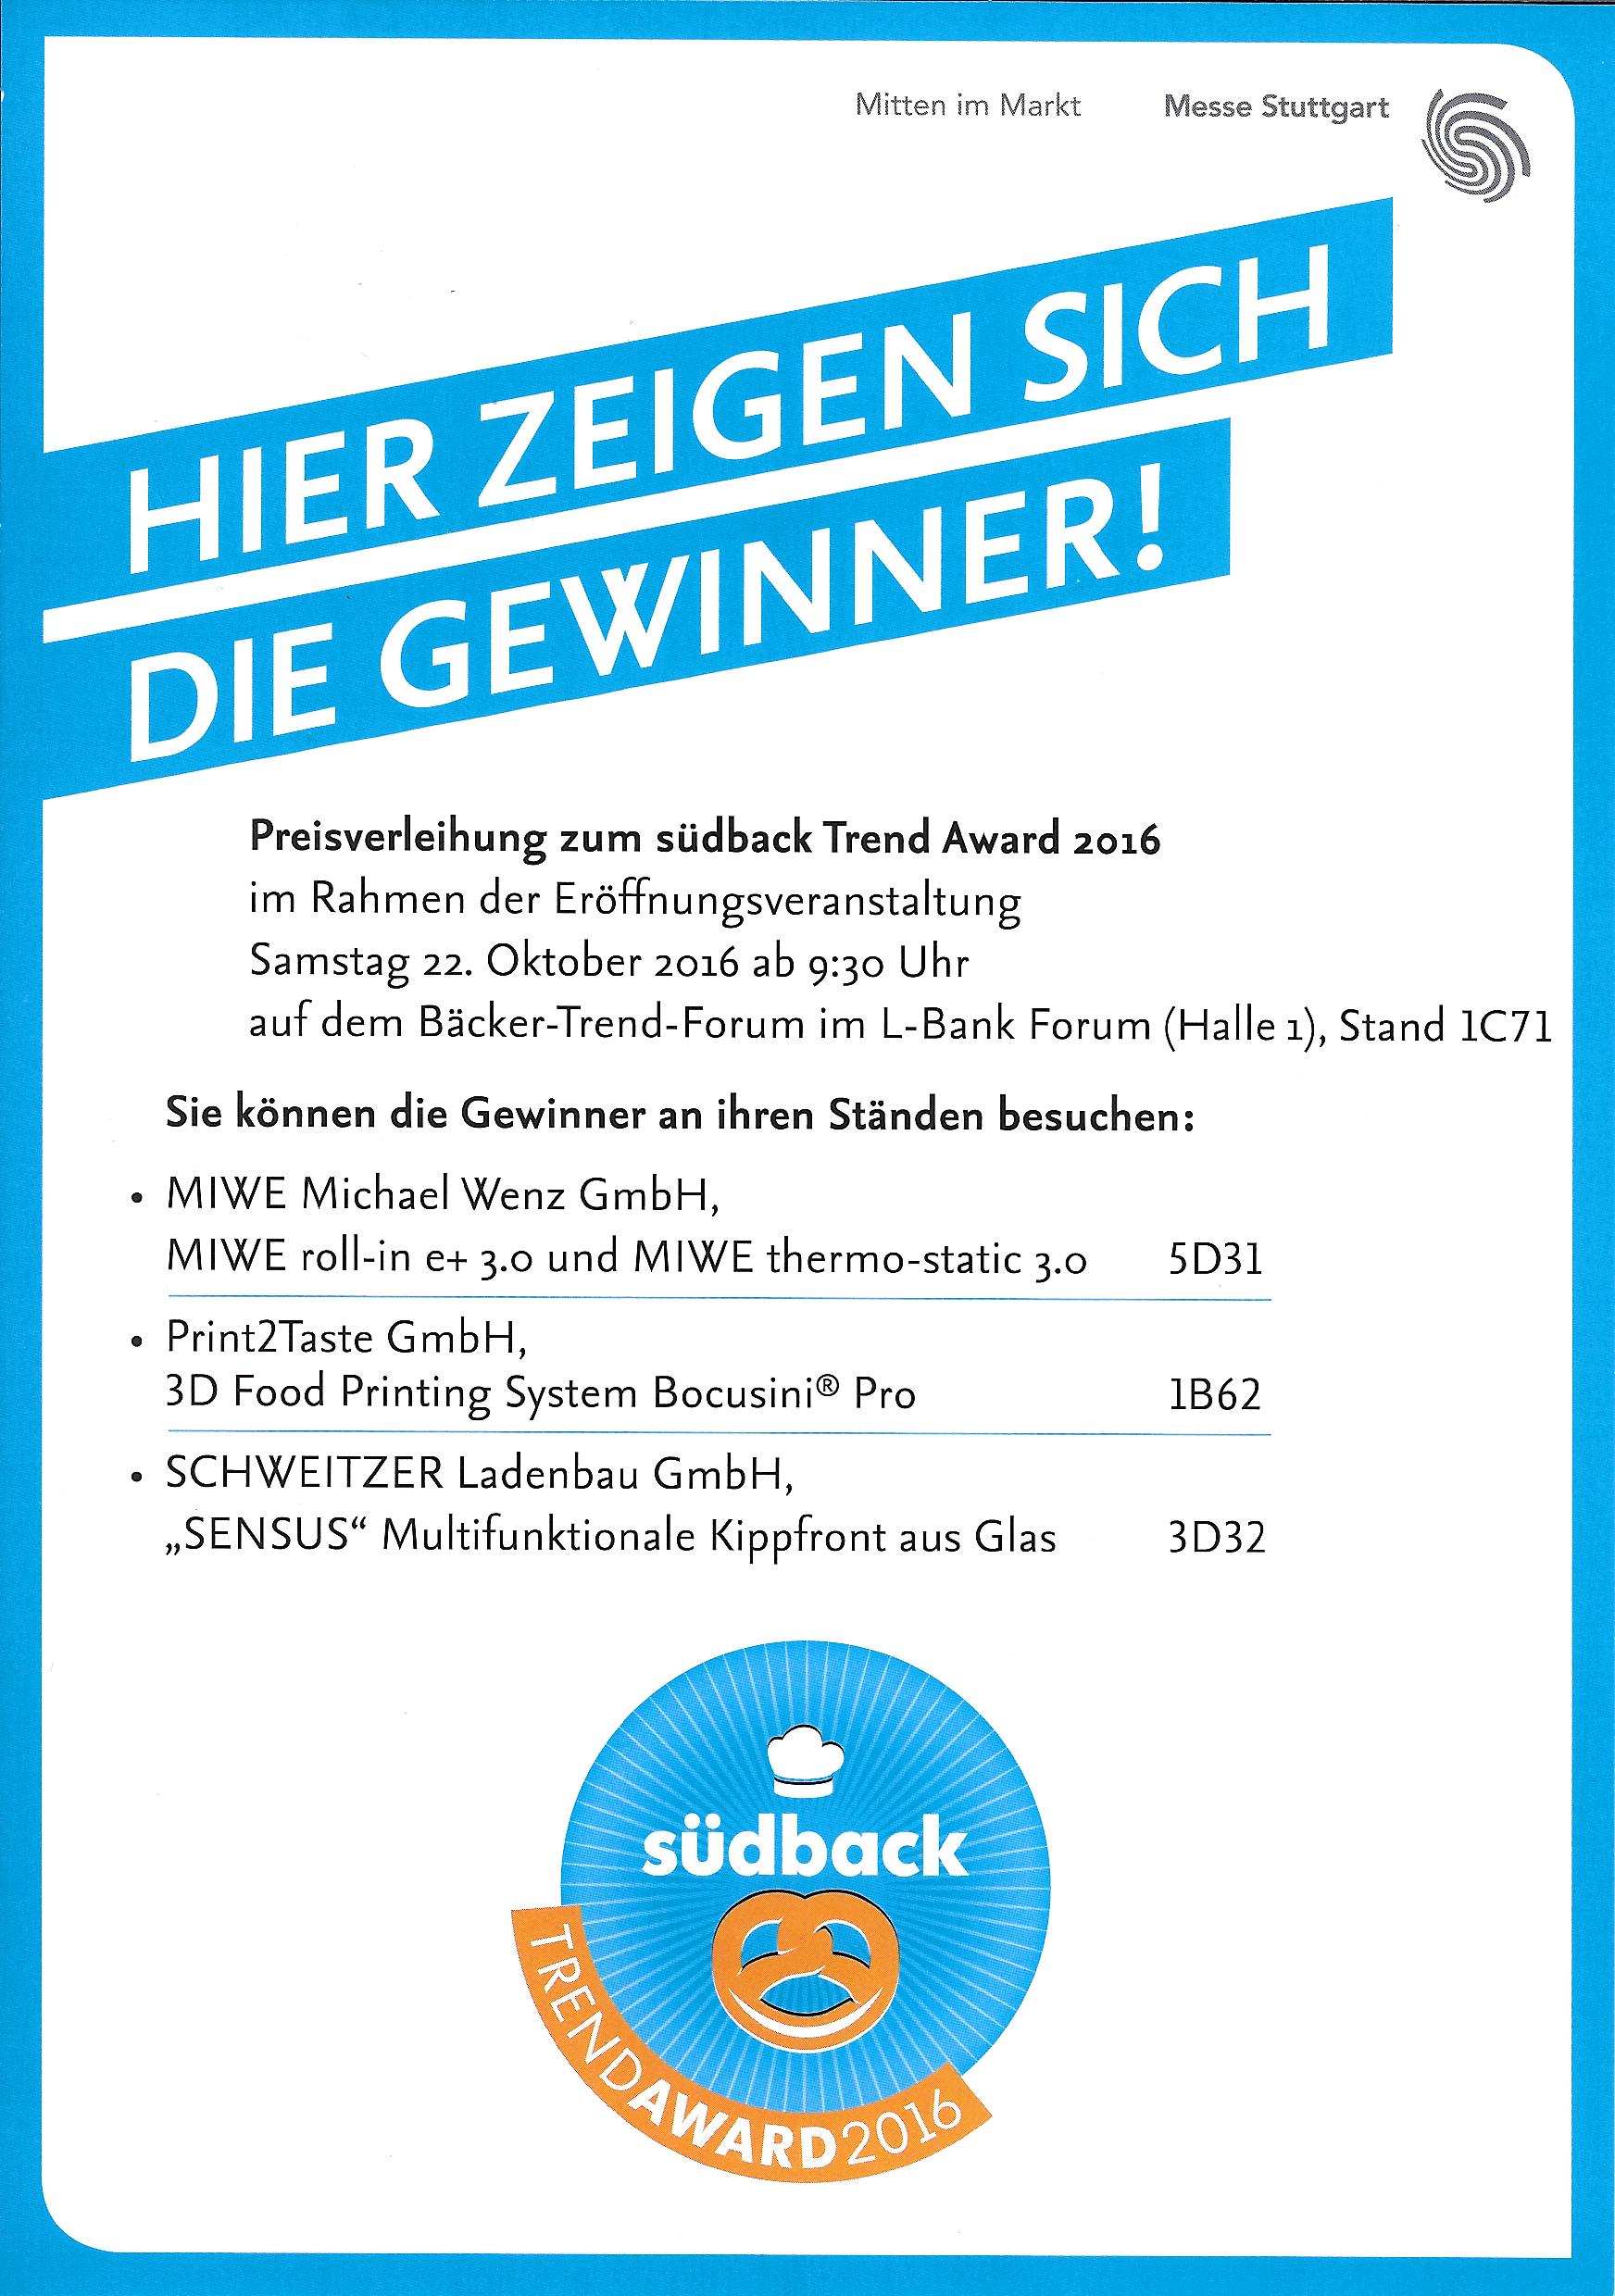 Mitten im Markt Messe Stuttgart
HIER ZEIGEN SICH
DIE GEWINNER!
Preisverleihung zum südback Trend Award 2016
im Rahmen der Eröffnungsveranstaltung
Samstag 22. Oktober 2016 ab 9:30 Uhr
auf dem Bäcker-Trend-Forum im L-Bank Forum (Halle 1), Stand 1C71
Sie können die Gewinner an ihren Ständen besuchen:
• MIWE Michael Wenz GmbH,
MIWE roll-in e+ 3.0 und MIWE thermo-static 3.0 5D31
• Print2Taste GmbH,
3D Food Printing System Bocusini® Pro 1B62
• SCHWEITZER Ladenbau GmbH,
„SENSUS“ Multifunktionale Kippfront aus Glas 3D32
südback
TRENDAWARD2016